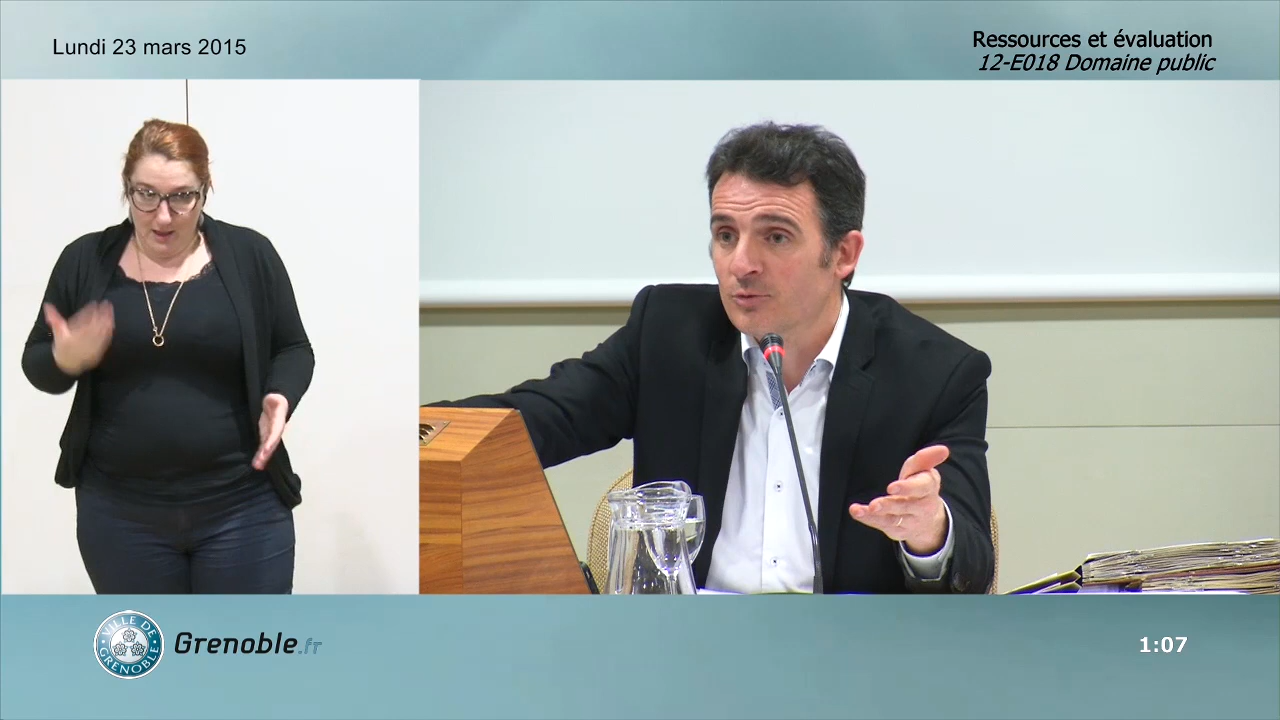 Lundi 23 mars 2015
Ressources et évaluation
12-E018 Domaine public
VILLE DE GRENOBLE
Grenoble.fr
1:07